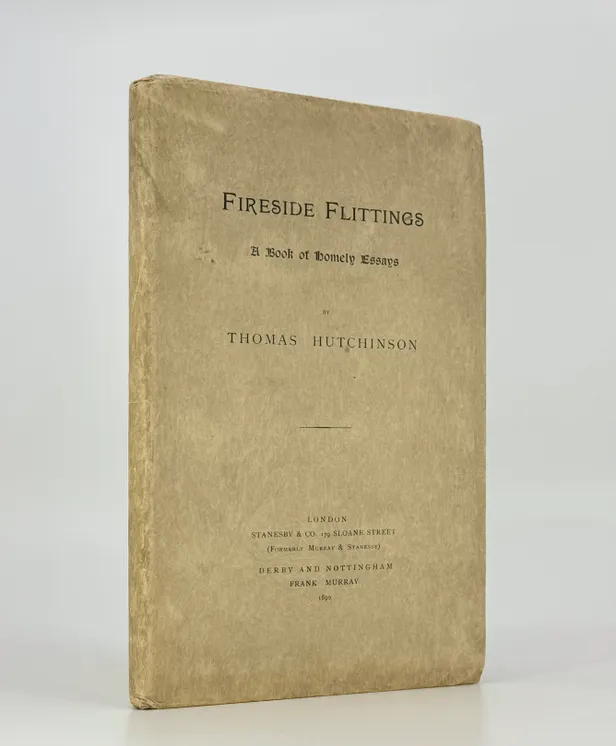 FIRESIDE FLITTINGS
A Book of Homely Essays
BY
THOMAS HUTCHINSON
LONDON
STANESBY & CO. 179 SLOANE STREET
(FORMERLY MURRAY & STANESBY)
DERBY AND NOTTINGHAM
FRANK MURRAY
1890